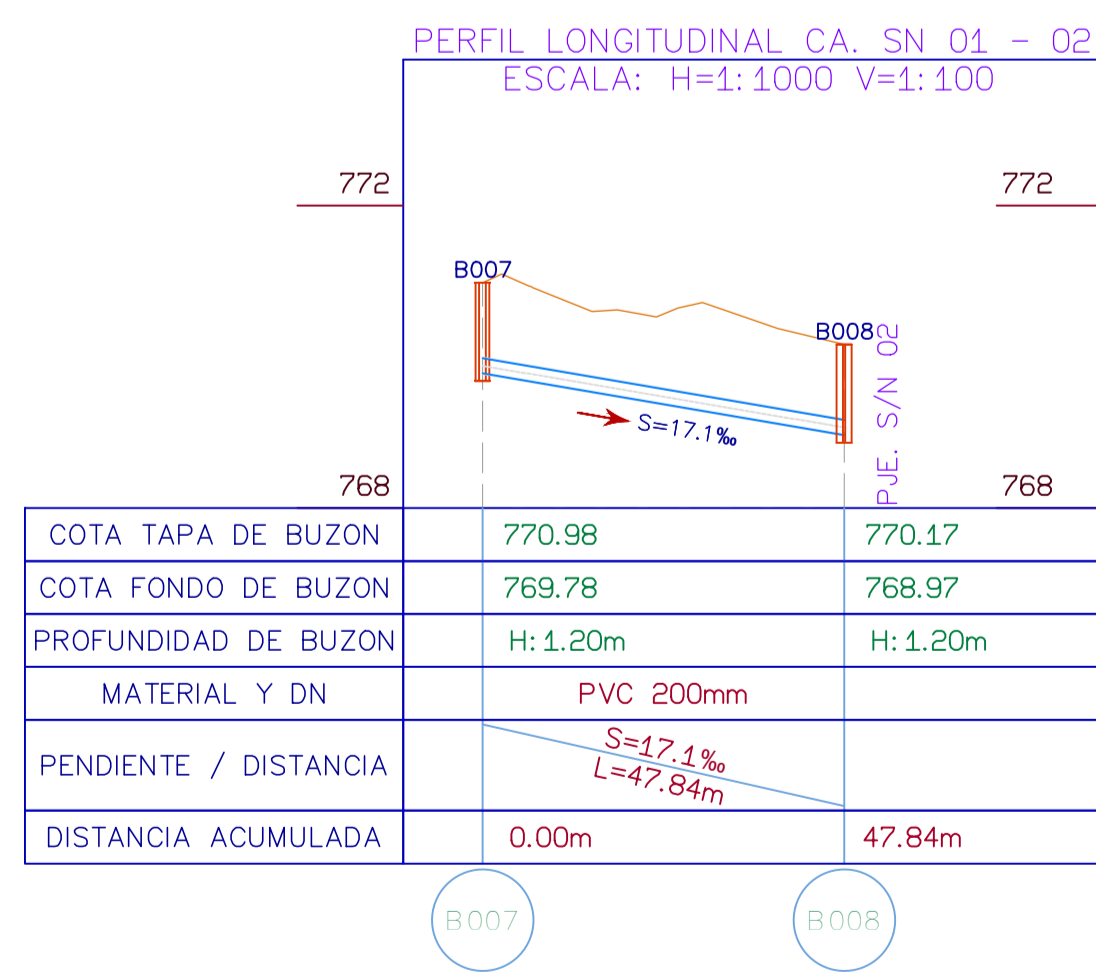 PERFIL LONGITUDINAL CA. SN 01 - 02
ESCALA: H=1:1000 V=1:100
772
772
B007
B008
PJE. S/N 02
S=17.1‰
768
768
COTA TAPA DE BUZON 770.98 770.17
COTA FONDO DE BUZON 769.78 768.97
PROFUNDIDAD DE BUZON H:1.20m H:1.20m
MATERIAL Y DN PVC 200mm
PENDIENTE / DISTANCIA S=17.1‰
L=47.84m
DISTANCIA ACUMULADA 0.00m 47.84m
B007 B008